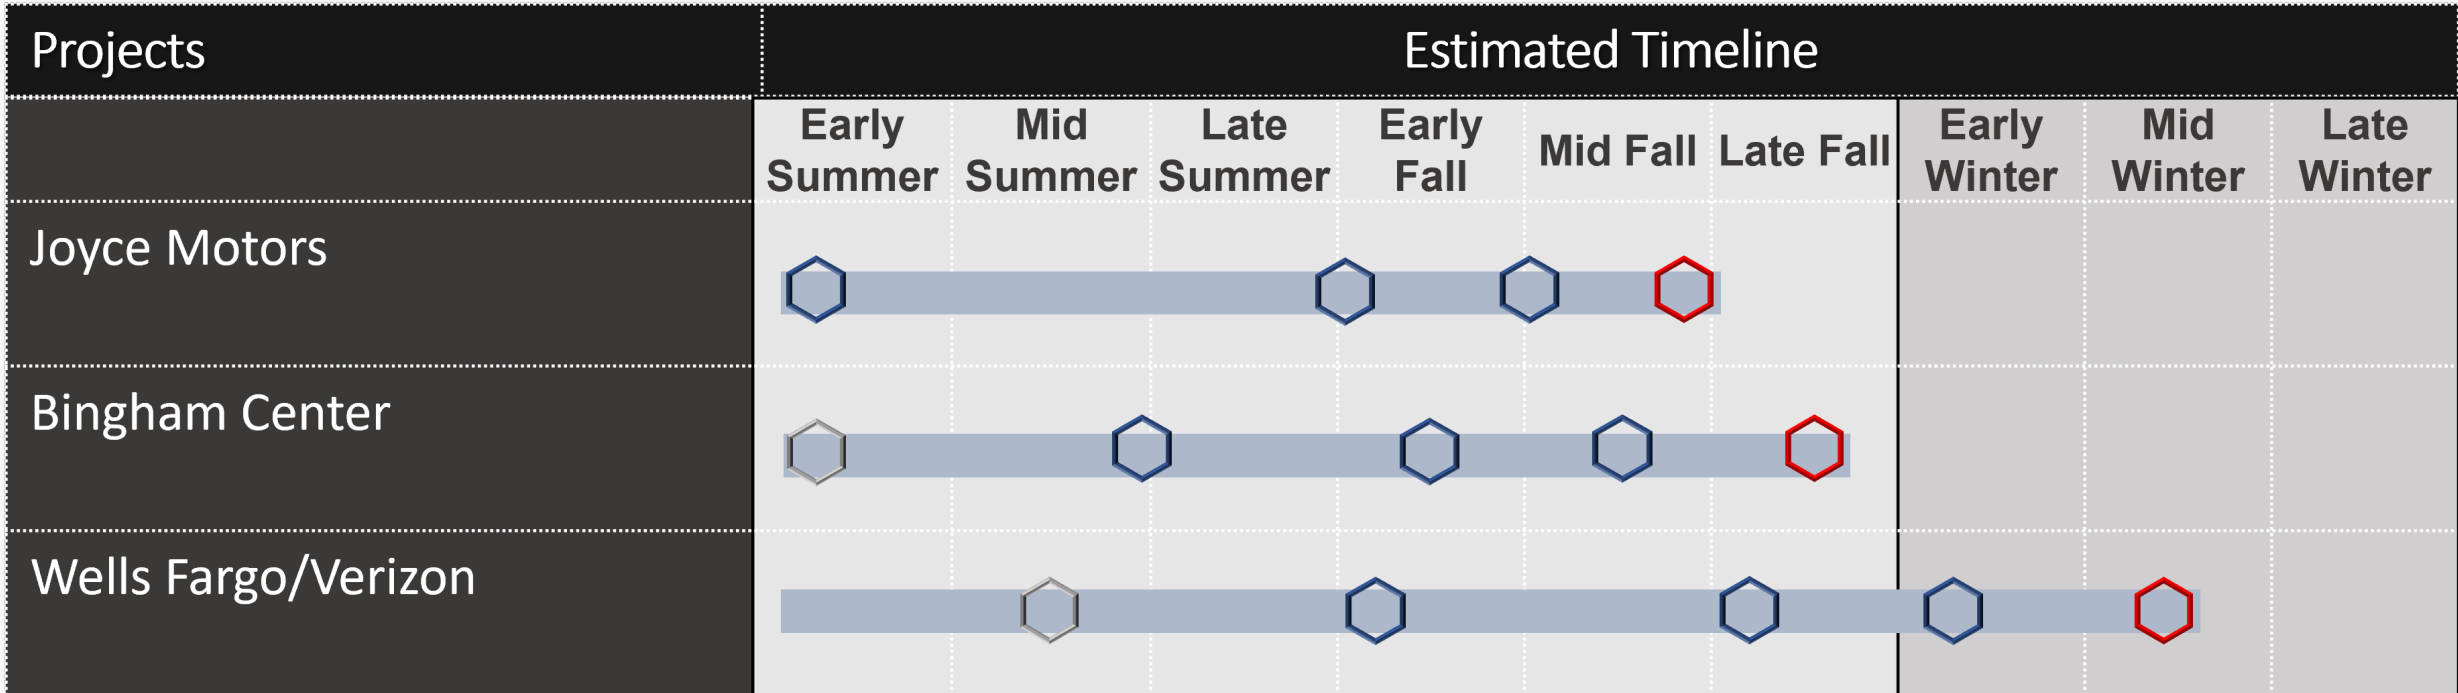 Projects
Estimated Timeline
Early
Summer
Mid
Summer
Late
Summer
Early
Fall
Mid Fall
Late Fall
Early
Winter
Mid
Winter
Late
Winter
Joyce Motors
Bingham Center
Wells Fargo/Verizon